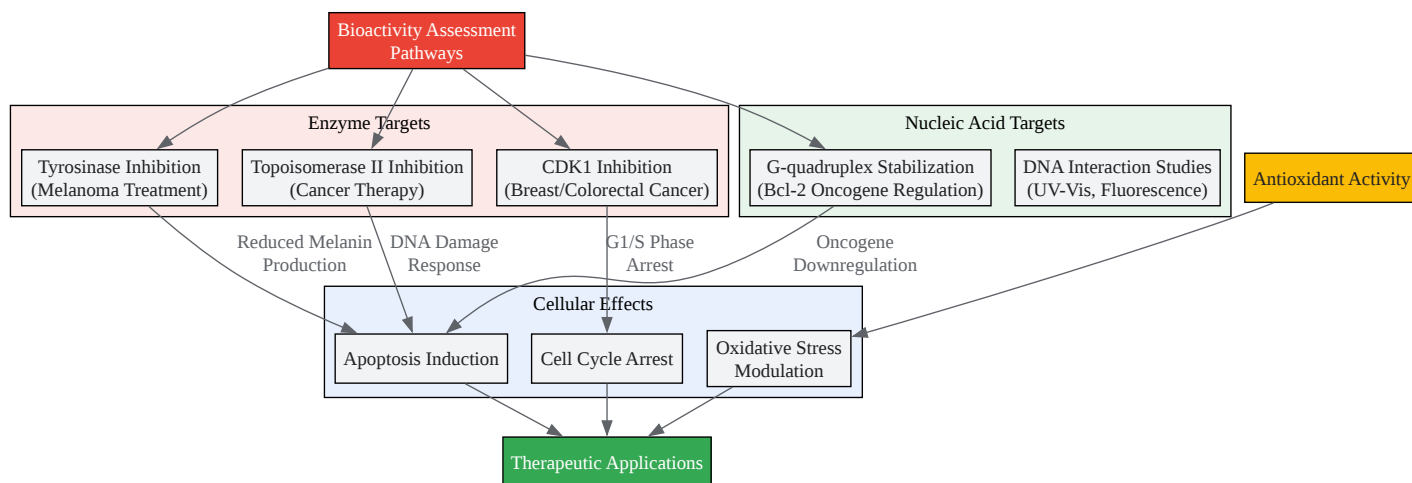 Bioactivity Assessment
Pathways
Enzyme Targets
Nucleic Acid Targets
Tyrosinase Inhibition
(Melanoma Treatment)
Topoisomerase II Inhibition
(Cancer Therapy)
CDK1 Inhibition
(Breast/Colorectal Cancer)
G-quadruplex Stabilization
(Bcl-2 Oncogene Regulation)
DNA Interaction Studies
(UV-Vis, Fluorescence)
Antioxidant Activity
Reduced Melanin
Production
DNA Damage
Response
G1/S Phase
Arrest
Oncogene
Downregulation
Cellular Effects
Apoptosis Induction
Cell Cycle Arrest
Oxidative Stress
Modulation
Therapeutic Applications